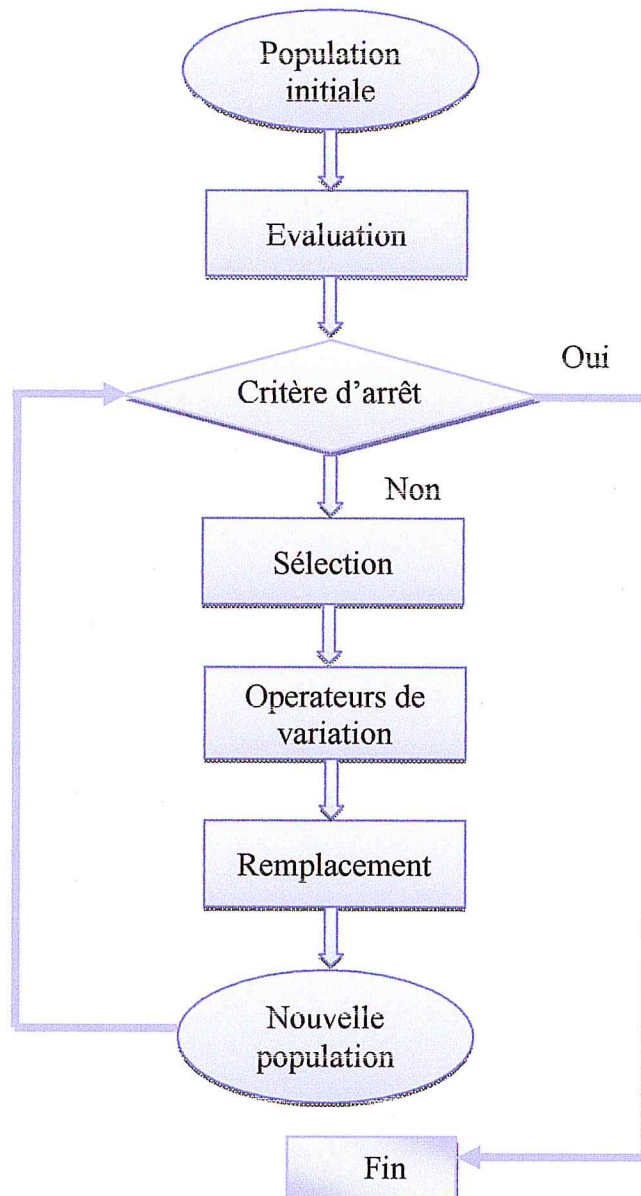 Population
initiale
Evaluation
Oui
Critère d'arrêt
Non
Sélection
Operateurs de
variation
Remplacement
Nouvelle
population
Fin